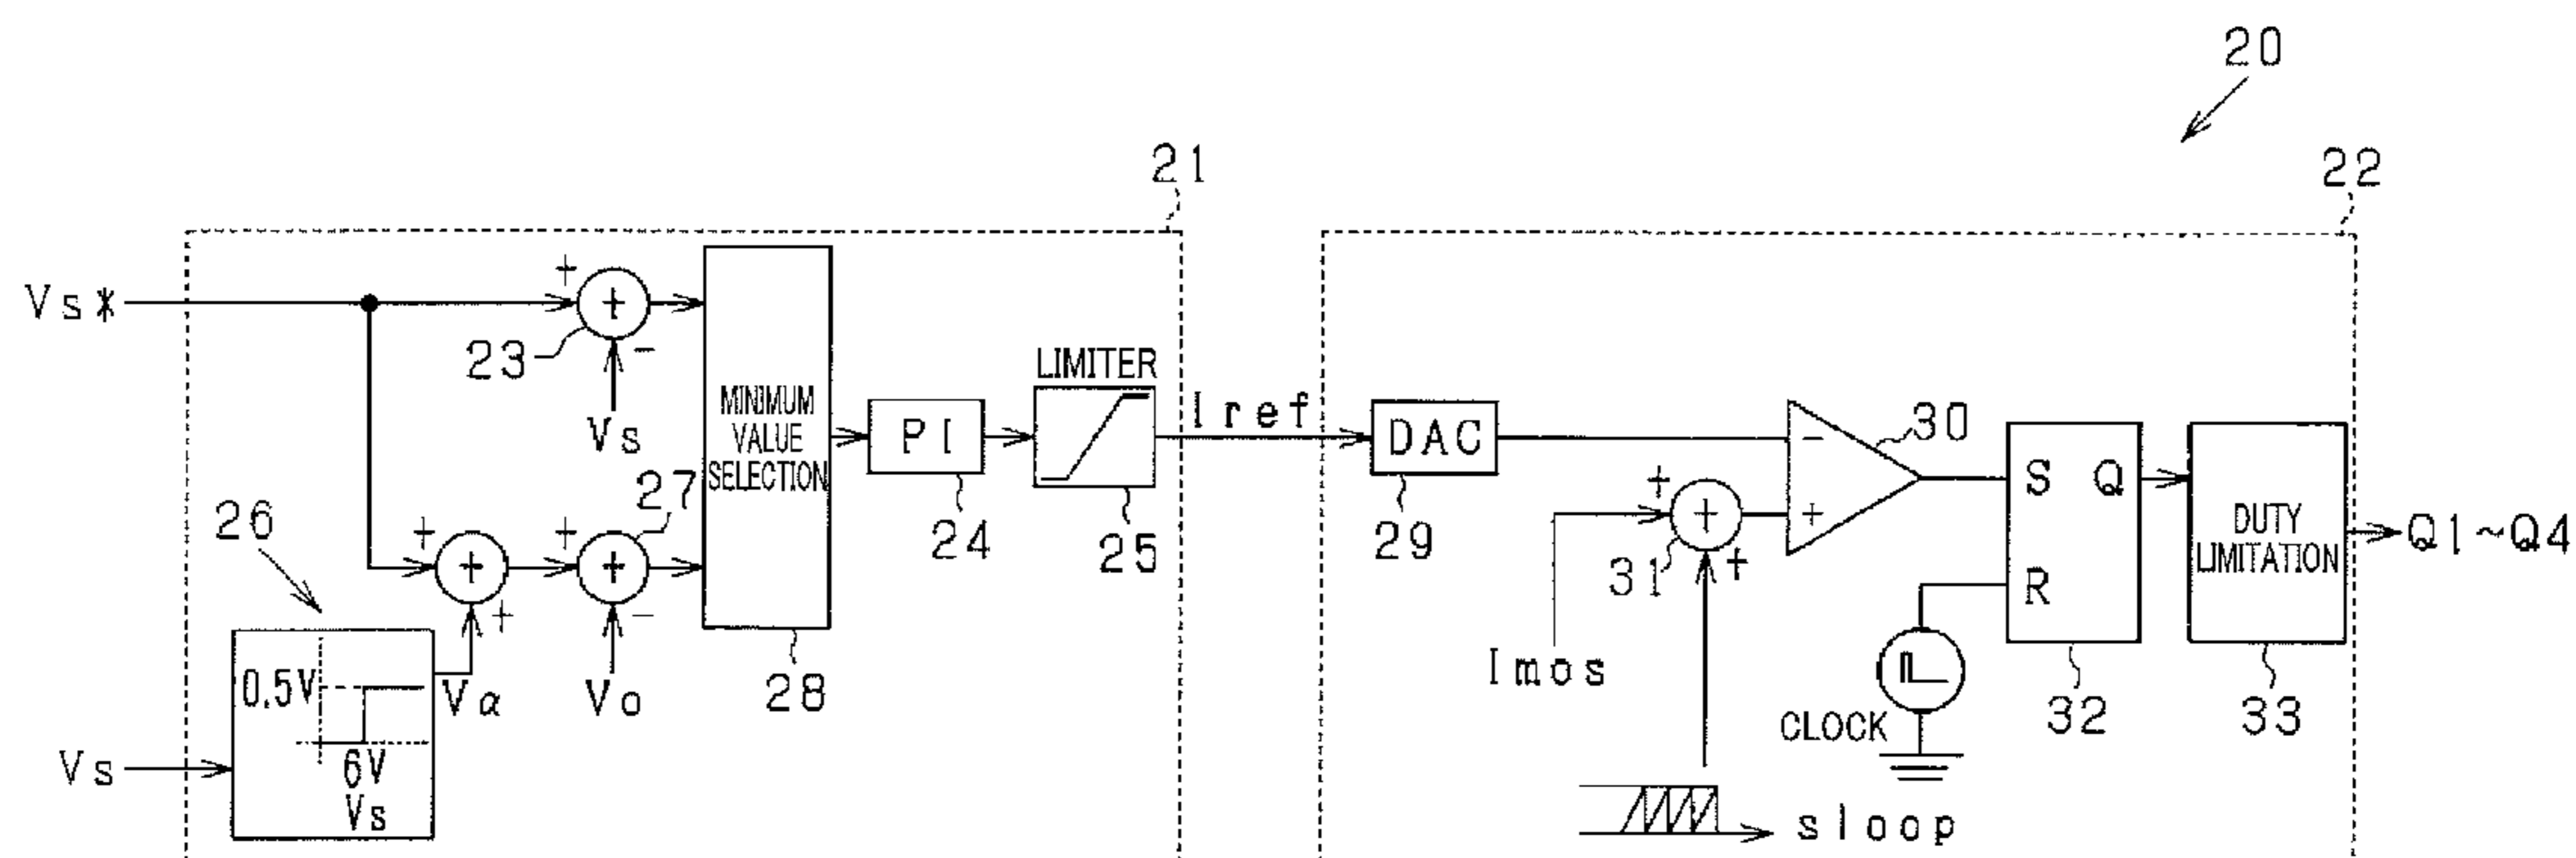 20
21
22
Vs*
+
+
-
23
Vs
MINIMUM
VALUE
SELECTION
28
PI
24
LIMITER
25
Iref
DAC
29
-
+
30
+
+
+
31
Imos
sloop
S Q
R
32
CLOCK
DUTY
LIMITATION
33
Q1~Q4
26
+
+
+
Vα
+
+
-
27
Vo
Vs
0.5V
6V
Vs